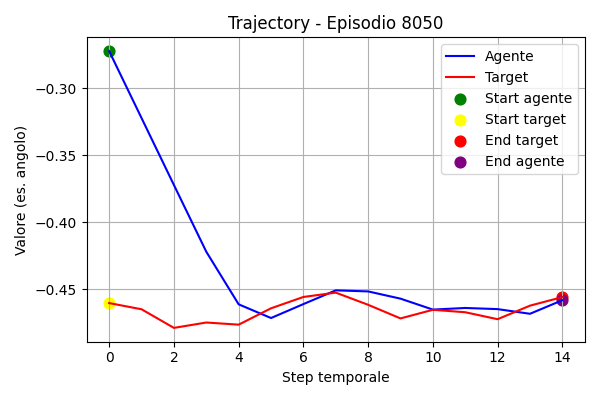 Trajectory - Episodio 8050
Valore (es. angolo)
−0.30
−0.35
−0.40
−0.45
Agente
Target
Start agente
Start target
End target
End agente
0 2 4 6 8 10 12 14
Step temporale